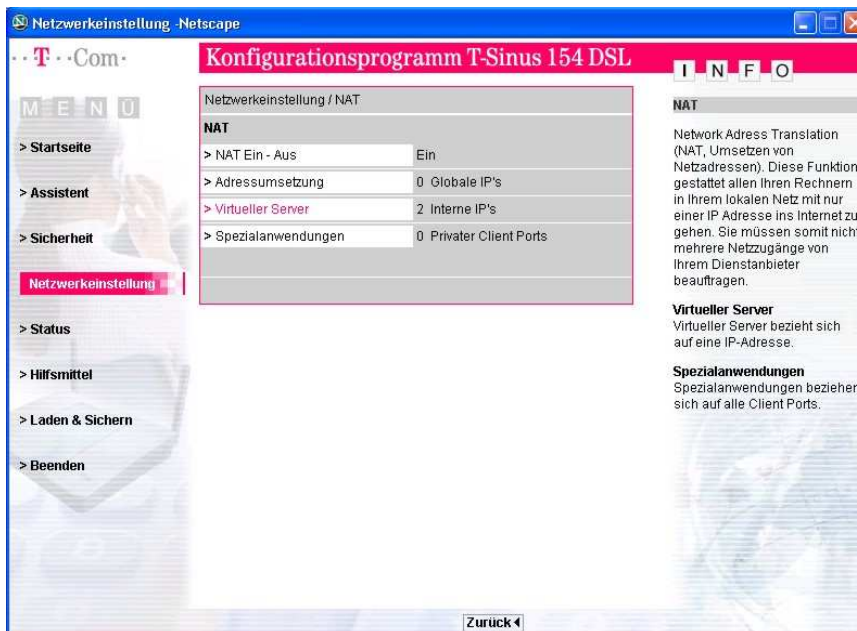 Netzwerkeinstellung -Netscape
··T··Com·
Konfigurationsprogramm T-Sinus 154 DSL
INFO
MENÜ
> Startseite
> Assistent
> Sicherheit
Netzwerkeinstellung
> Status
> Hilfsmittel
> Laden & Sichern
> Beenden
Netzwerkeinstellung / NAT
NAT
> NAT Ein - Aus Ein
> Adressumsetzung 0 Globale IP's
> Virtueller Server 2 Interne IP's
> Spezialanwendungen 0 Privater Client Ports
Zurück
NAT
Network Adress Translation
(NAT, Umsetzen von
Netzadressen). Diese Funktion
gestattet allen Ihren Rechnern
in Ihrem lokalen Netz mit nur
einer IP Adresse ins Internet zu
gehen. Sie müssen somit nicht
mehrere Netzzugänge von
Ihrem Dienstanbieter
beauftragen.
Virtueller Server
Virtueller Server bezieht sich
auf eine IP-Adresse.
Spezialanwendungen
Spezialanwendungen beziehen
sich auf alle Client Ports.